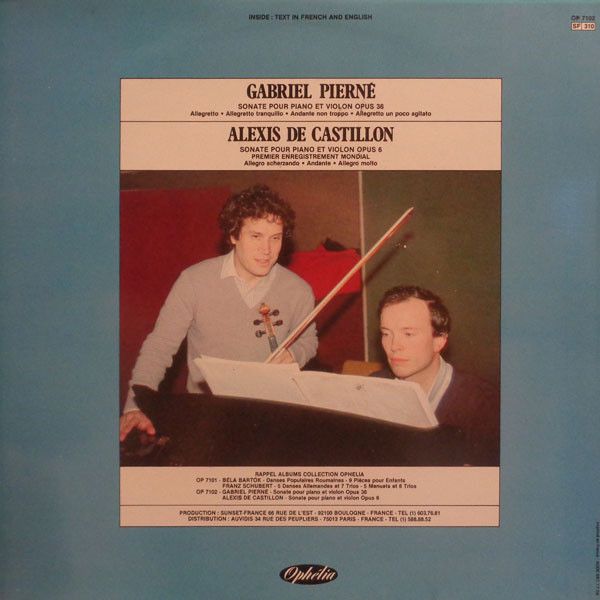 INSIDE : TEXT IN FRENCH AND ENGLISH
OP 7102
SF 310
GABRIEL PIERNÉ
SONATE POUR PIANO ET VIOLON OPUS 36
Allegretto • Allegretto tranquillo • Andante non troppo • Allegretto un poco agitato
ALEXIS DE CASTILLON
SONATE POUR PIANO ET VIOLON OPUS 6
PREMIER ENREGISTREMENT MONDIAL
Allegro scherzando • Andante • Allegro molto
RAPPEL ALBUMS COLLECTION OPHELIA
OP 7101 - BÉLA BARTÓK - Danses Populaires Roumaines - 9 Pièces pour Enfants
FRANZ SCHUBERT - 5 Danses Allemandes et 7 Trios - 5 Menuets et 6 Trios
OP 7102 - GABRIEL PIERNÉ - Sonate pour piano et violon Opus 36
ALEXIS DE CASTILLON - Sonate pour piano et violon Opus 6
PRODUCTION : SUNSET-FRANCE 66 RUE DE L'EST - 92100 BOULOGNE - FRANCE - TEL (1) 603.76.81
DISTRIBUTION : AUVIDIS 34 RUE DES PEUPLIERS - 75013 PARIS - FRANCE - TEL (1) 588.88.52
Ophélia